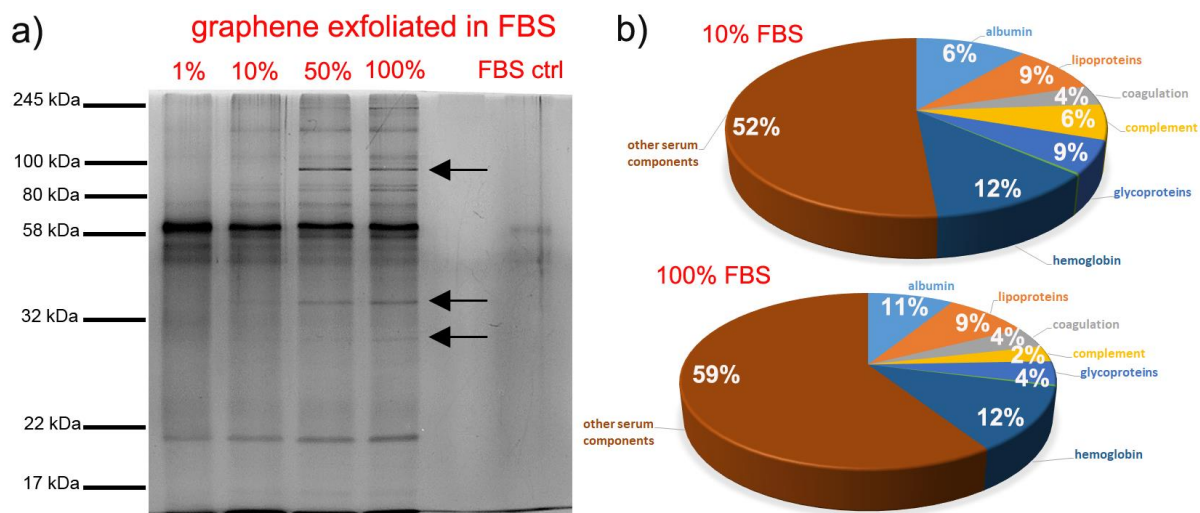 a)
graphene exfoliated in FBS
1% 10% 50% 100% FBS ctrl
245 kDa
100 kDa
80 kDa
58 kDa
32 kDa
22 kDa
17 kDa
b)
10% FBS
albumin
6%
lipoproteins
9%
coagulation
4%
complement
6%
glycoproteins
9%
hemoglobin
12%
other serum
components
52%
100% FBS
albumin
11%
lipoproteins
9%
coagulation
4%
complement
2%
glycoproteins
4%
hemoglobin
12%
other serum
components
59%